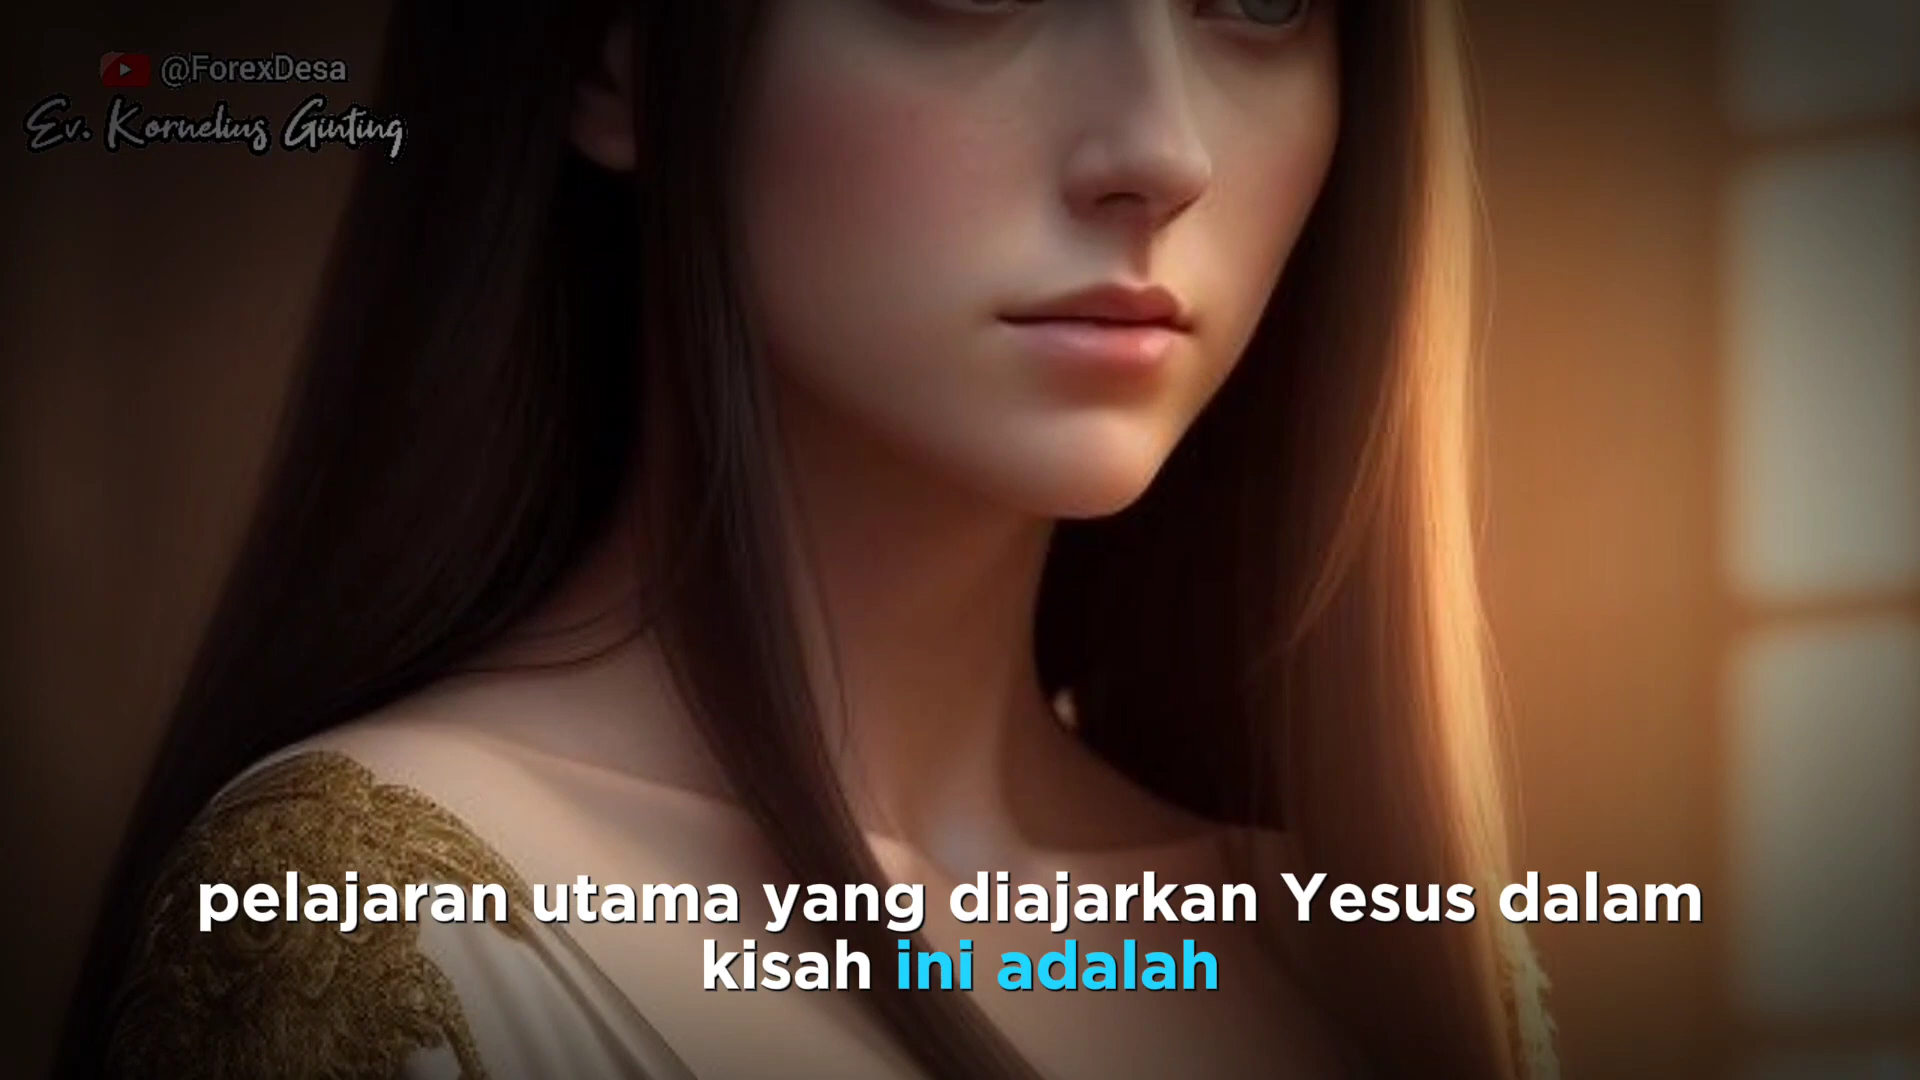 @ForexDesa
Ev. Kornelius Ginting
pelajaran utama yang diajarkan Yesus dalam
kisah ini adalah